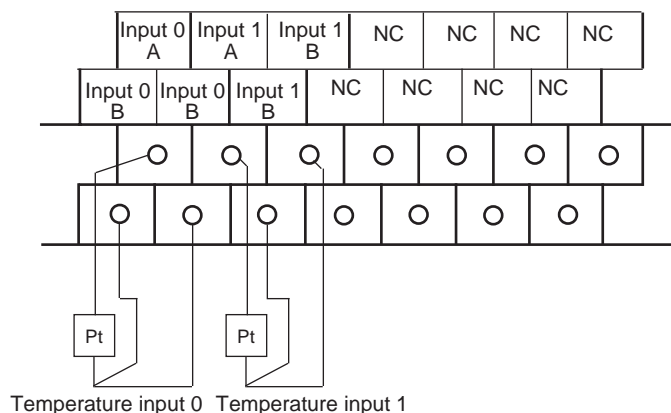 Input 0 Input 1 Input 1 NC NC NC NC
A A B
Input 0 Input 0 Input 1 NC NC NC NC
B B B
Pt Pt
Temperature input 0 Temperature input 1